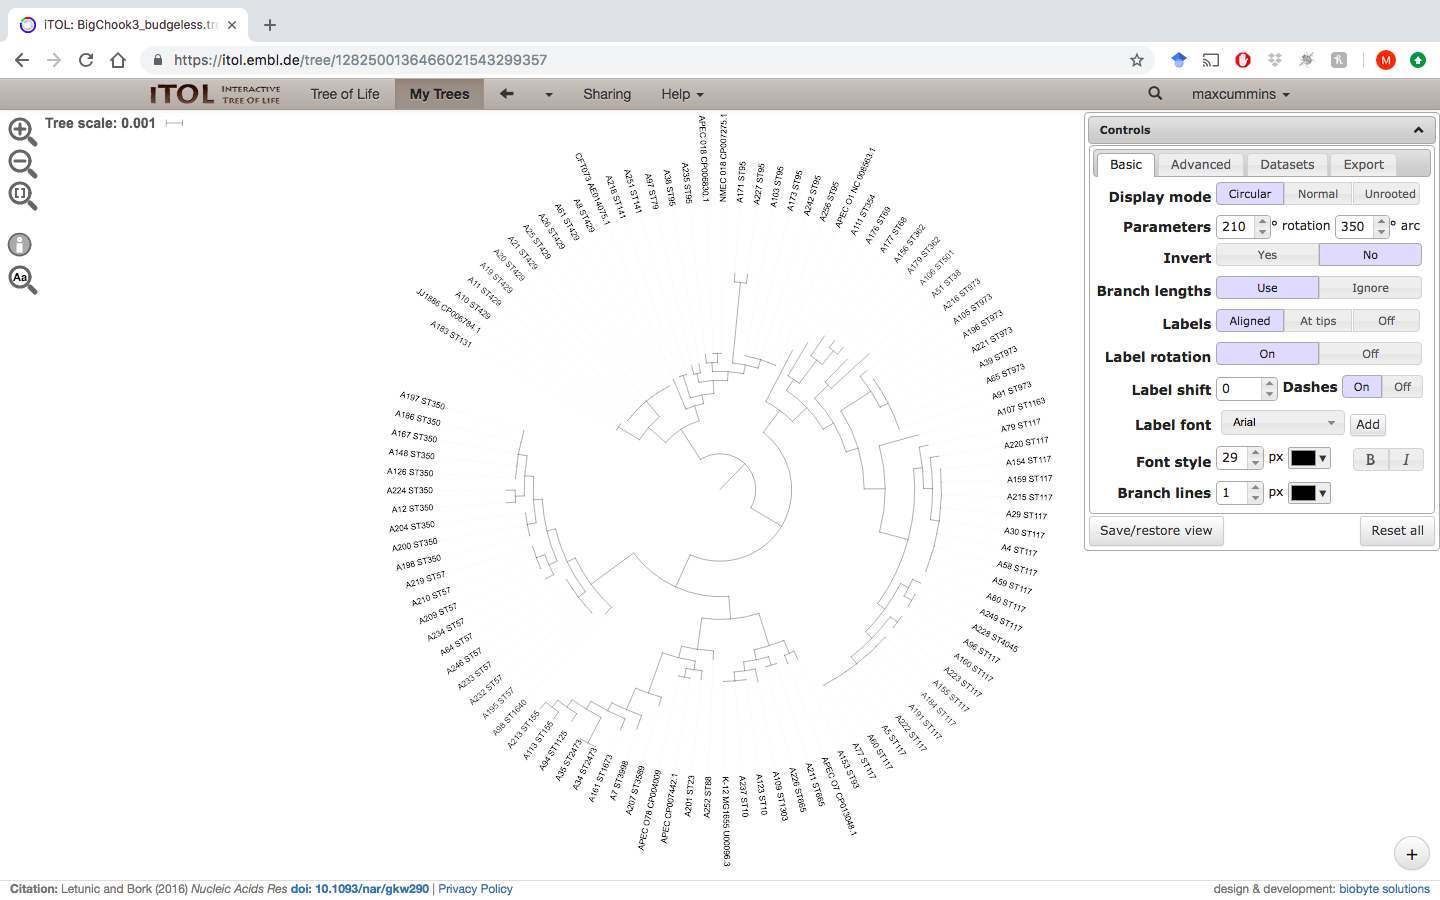 iTOL: BigChook3_budgeless.tre
https://itol.embl.de/tree/1282500136466021543299357
M
iTOL INTERACTIVE TREE OF LIFE
Tree of Life
My Trees
Sharing
Help
maxcummins
Tree scale: 0.001
Aa
A183 ST131
JJ1886 CP006784.1
A10 ST429
A11 ST429
A19 ST429
A20 ST429
A21 ST429
A25 ST429
A26 ST429
A61 ST429
A8 ST429
CFT073 AE014075.1
A218 ST141
A251 ST141
A97 ST79
A38 ST95
A235 ST95
APEC 018 CP006830.1
NMEC 018 CP007275.1
A171 ST95
A227 ST95
A103 ST95
A173 ST95
A242 ST95
A256 ST95
APEC O1 NC 008563.1
A111 ST354
A176 ST69
A177 ST68
A156 ST362
A179 ST362
A106 ST501
A51 ST38
A216 ST973
A105 ST973
A196 ST973
A221 ST973
A39 ST973
A65 ST973
A91 ST973
A107 ST1163
A79 ST117
A220 ST117
A154 ST117
A159 ST117
A215 ST117
A29 ST117
A30 ST117
A4 ST117
A58 ST117
A59 ST117
A80 ST117
A249 ST117
A228 ST4045
A96 ST117
A160 ST117
A223 ST117
A155 ST117
A184 ST117
A191 ST117
A222 ST117
A5 ST117
A60 ST117
A77 ST117
A153 ST93
APEC O7 CP013048.1
A211 ST665
A226 ST665
A109 ST1303
A123 ST10
A237 ST10
K-12 MG1655 U00096.3
A252 ST88
A201 ST23
APEC CP007442.1
APEC O78 CP004009
A207 ST3589
A7 ST3998
A161 ST1673
A34 ST2473
A35 ST2473
A94 ST1125
A113 ST155
A213 ST155
A98 ST1640
A195 ST57
A232 ST57
A233 ST57
A246 ST57
A64 ST57
A234 ST57
A209 ST57
A210 ST57
A219 ST57
A198 ST350
A200 ST350
A204 ST350
A12 ST350
A224 ST350
A126 ST350
A148 ST350
A167 ST350
A186 ST350
A197 ST350
Controls
Basic Advanced Datasets Export
Display mode Circular Normal Unrooted
Parameters 210 ° rotation 350 ° arc
Invert Yes No
Branch lengths Use Ignore
Labels Aligned At tips Off
Label rotation On Off
Label shift 0 Dashes On Off
Label font Arial Add
Font style 29 px B I
Branch lines 1 px
Save/restore view Reset all
Citation: Letunic and Bork (2016) Nucleic Acids Res doi: 10.1093/nar/gkw290 | Privacy Policy
design & development: biobyte solutions